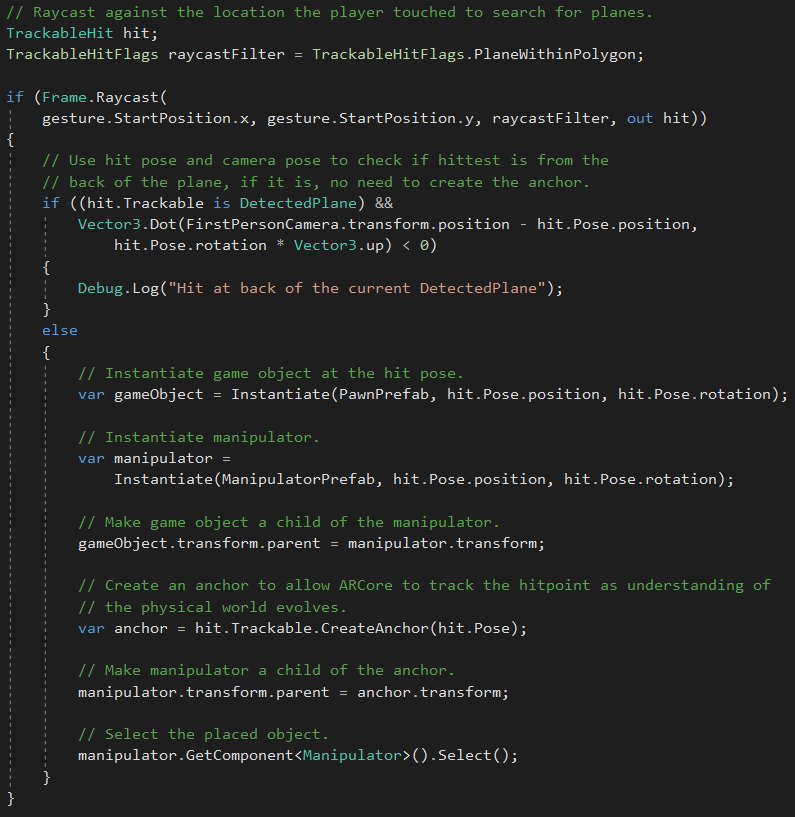 // Raycast against the location the player touched to search for planes.
TrackableHit hit;
TrackableHitFlags raycastFilter = TrackableHitFlags.PlaneWithinPolygon;
if (Frame.Raycast(
gesture.StartPosition.x, gesture.StartPosition.y, raycastFilter, out hit))
{
// Use hit pose and camera pose to check if hittest is from the
// back of the plane, if it is, no need to create the anchor.
if ((hit.Trackable is DetectedPlane) &&
Vector3.Dot(FirstPersonCamera.transform.position - hit.Pose.position,
hit.Pose.rotation * Vector3.up) < 0)
{
Debug.Log("Hit at back of the current DetectedPlane");
}
else
{
// Instantiate game object at the hit pose.
var gameObject = Instantiate(PawnPrefab, hit.Pose.position, hit.Pose.rotation);
// Instantiate manipulator.
var manipulator =
Instantiate(ManipulatorPrefab, hit.Pose.position, hit.Pose.rotation);
// Make game object a child of the manipulator.
gameObject.transform.parent = manipulator.transform;
// Create an anchor to allow ARCore to track the hitpoint as understanding of
// the physical world evolves.
var anchor = hit.Trackable.CreateAnchor(hit.Pose);
// Make manipulator a child of the anchor.
manipulator.transform.parent = anchor.transform;
// Select the placed object.
manipulator.GetComponent<Manipulator>().Select();
}
}